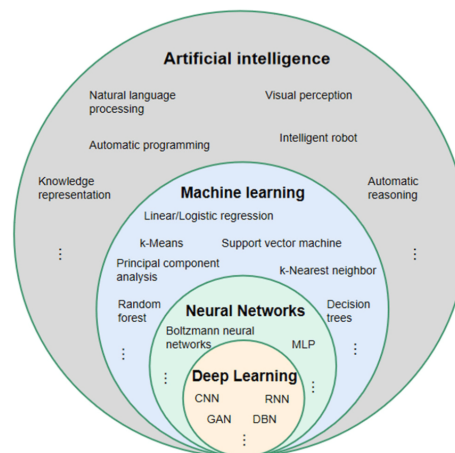 Artificial intelligence
Natural language
processing
Visual perception
Automatic programming
Intelligent robot
Knowledge
representation
Automatic
reasoning
Machine learning
Linear/Logistic regression
k-Means
Support vector machine
Principal component
analysis
k-Nearest neighbor
Random
forest
Decision
trees
Neural Networks
Boltzmann neural
networks
MLP
Deep Learning
CNN
RNN
GAN
DBN